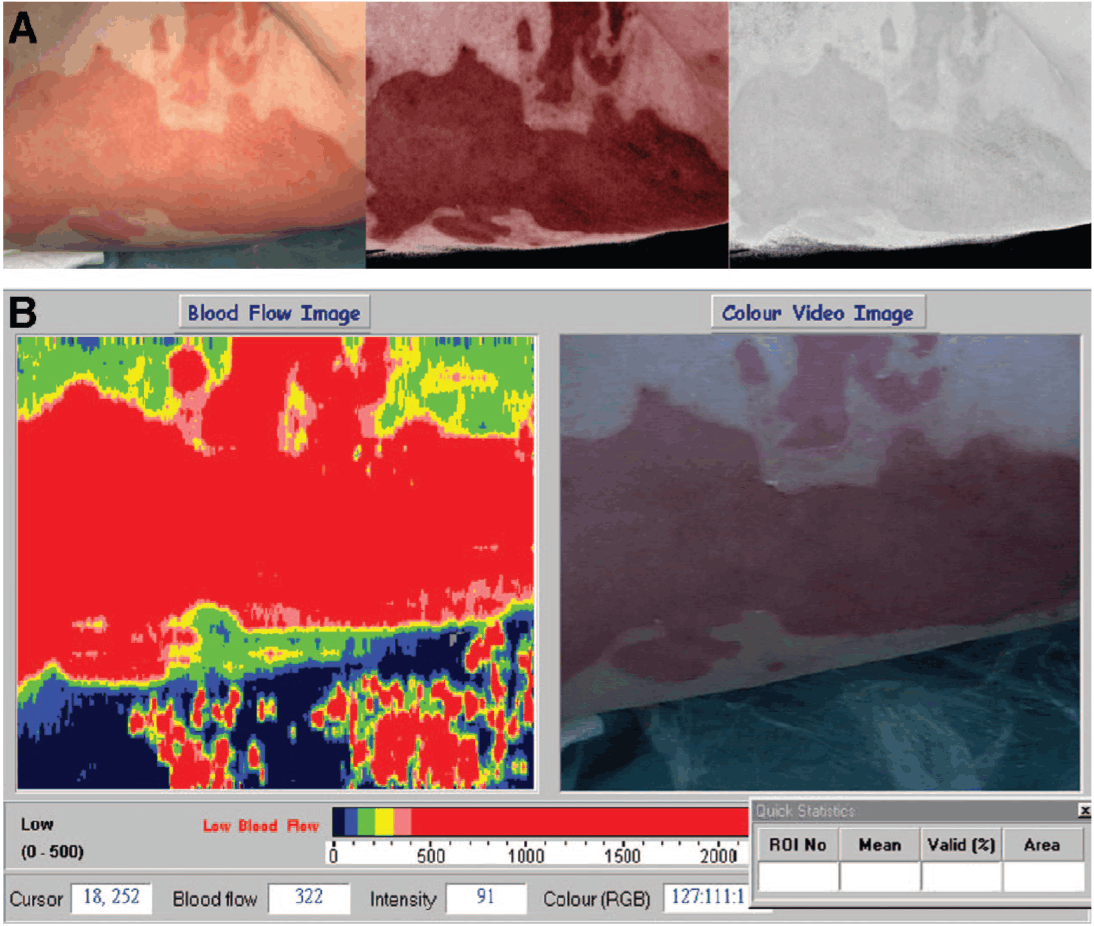 A
B
Blood Flow Image
Colour Video Image
Low
(0 - 500)
Low Blood Flow
0 500 1000 1500 2000
Quick Statistics
x
ROI No Mean Valid (%) Area
Cursor 18, 252 Blood flow 322 Intensity 91 Colour (RGB) 127:111:1